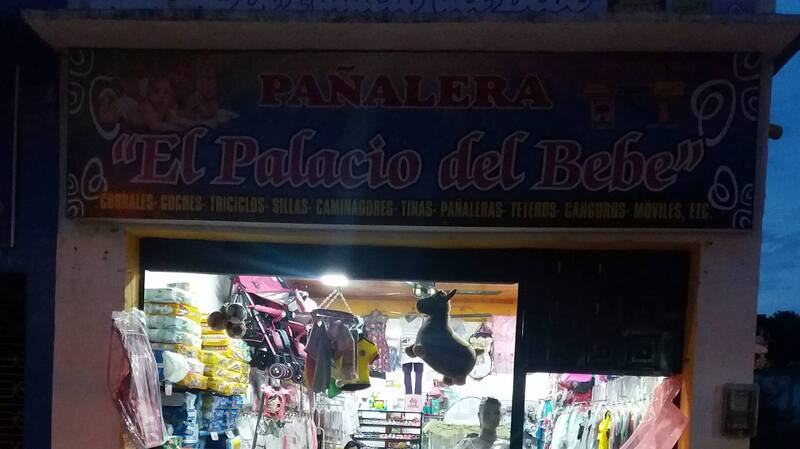 PAÑALERA
"El Palacio del Bebe"
CORRALES- COCHES- TRICICLOS- SILLAS- CAMINADORES- TINAS- PAÑALERAS- TETEROS- CANGUROS- MOVILES, ETC.